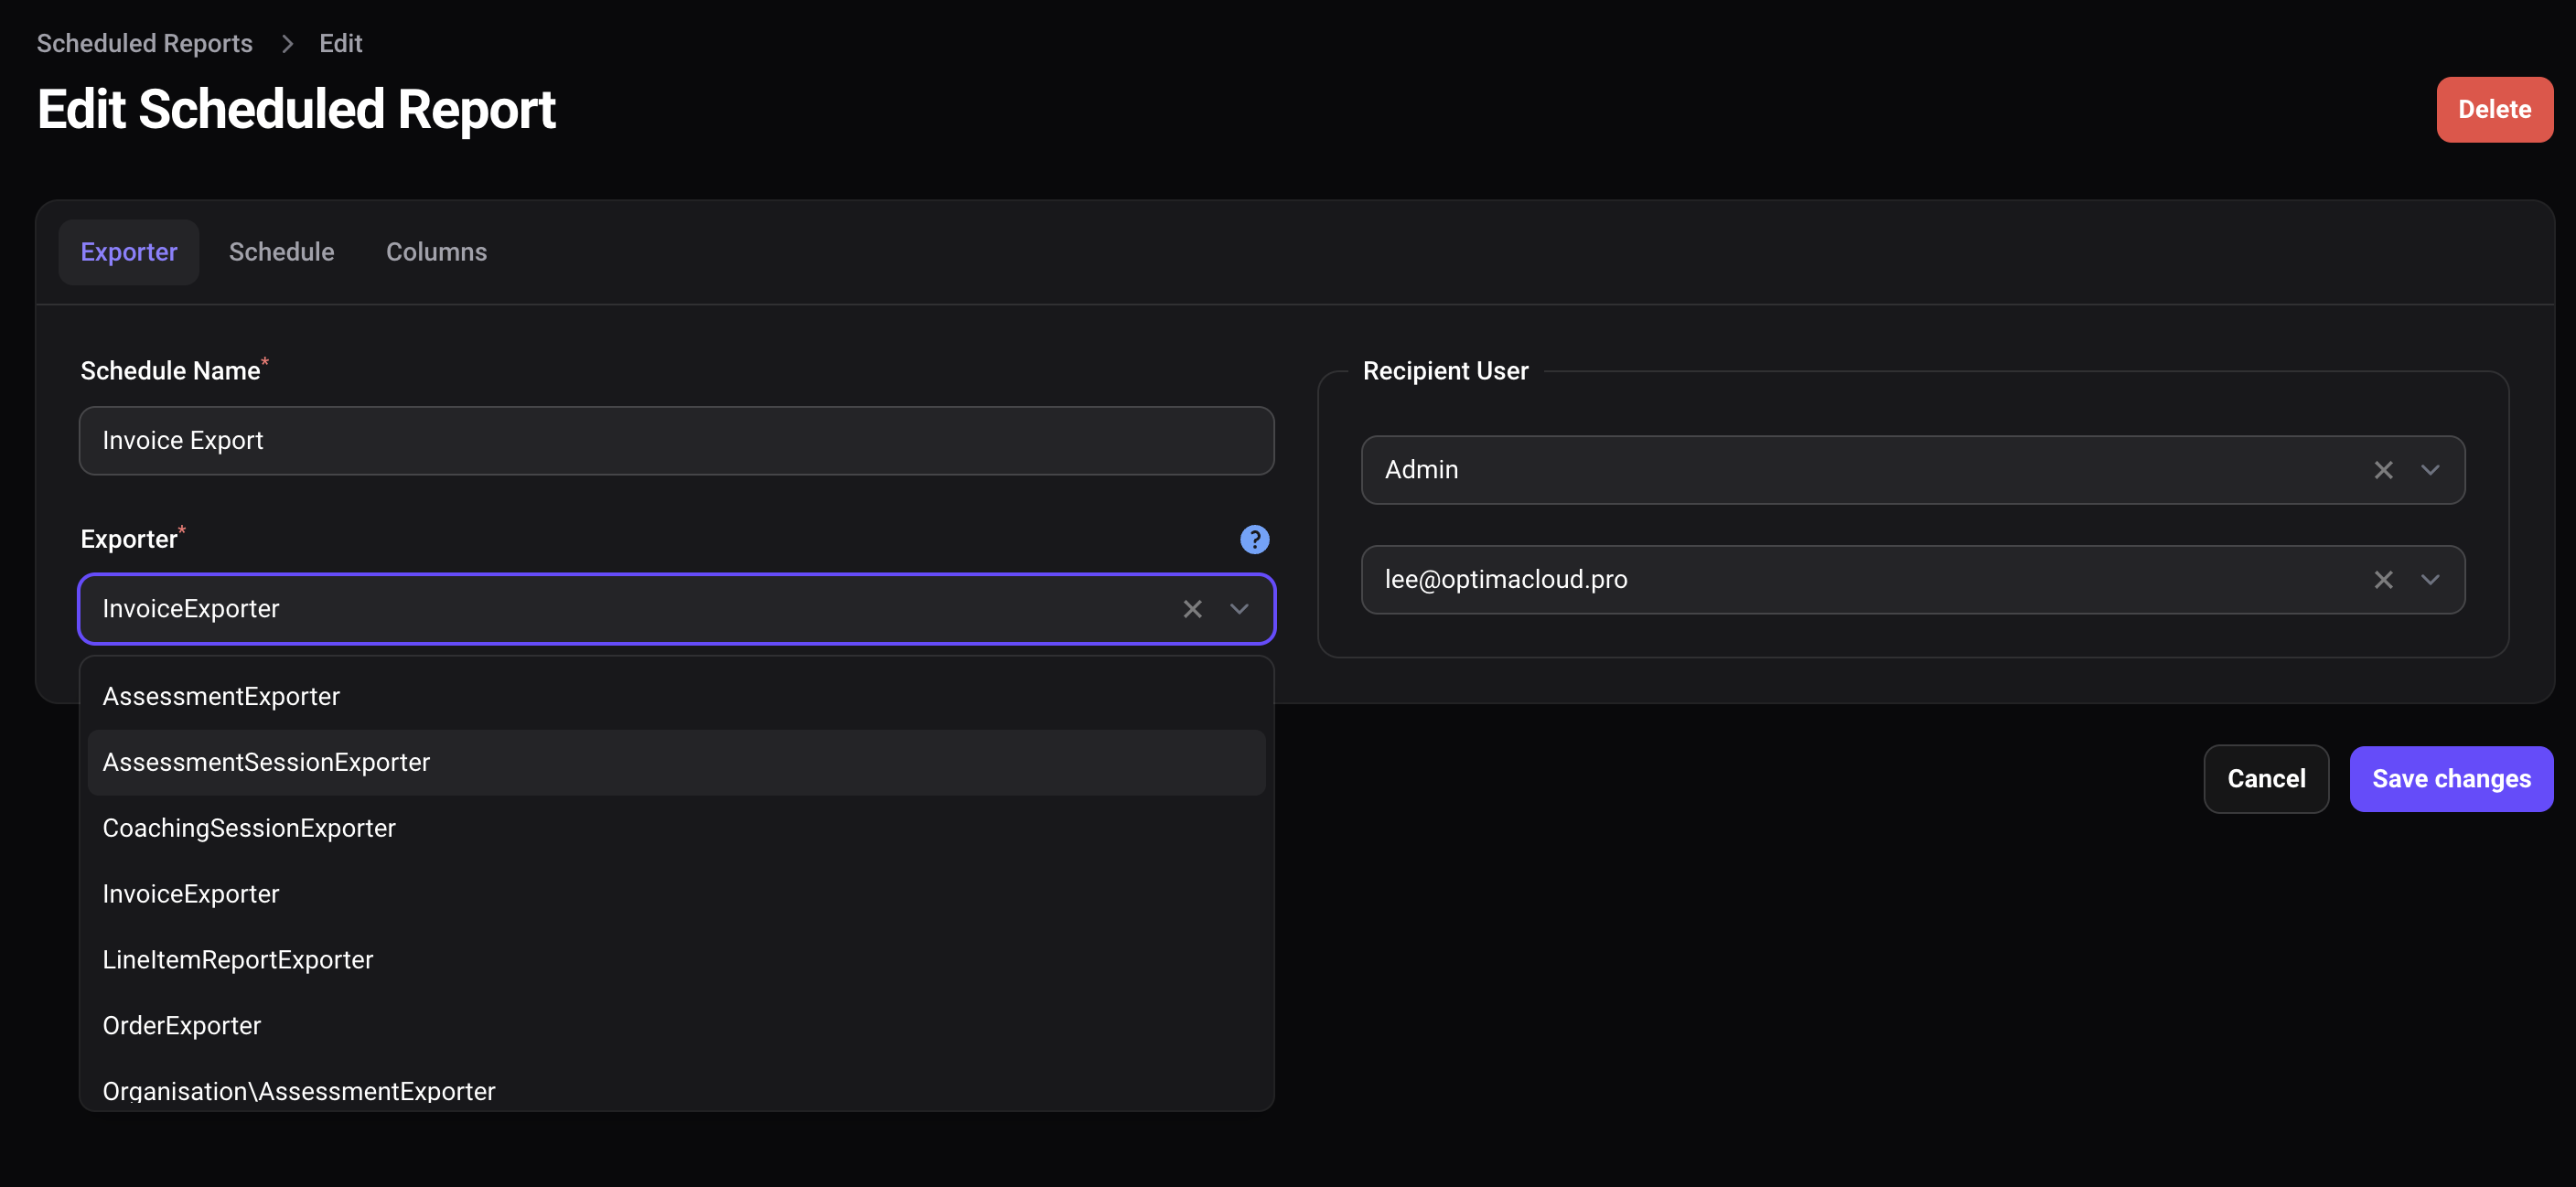 Scheduled Reports > Edit
Edit Scheduled Report
Delete
Exporter Schedule Columns
Schedule Name*
Invoice Export
Exporter*
?
InvoiceExporter
AssessmentExporter
AssessmentSessionExporter
CoachingSessionExporter
InvoiceExporter
LineItemReportExporter
OrderExporter
Organisation\AssessmentExporter
Recipient User
Admin
lee@optimacloud.pro
Cancel
Save changes